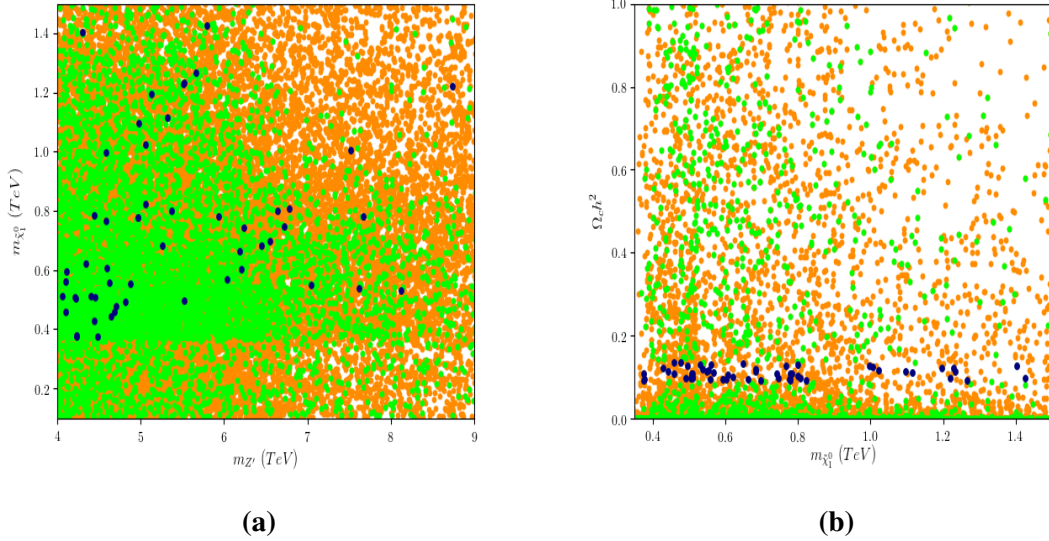 1.4
1.2
1.0
0.8
0.6
0.4
0.2
m_{\tilde{\chi}_1^0} (TeV)
4 5 6 7 8 9
m_{Z'} (TeV)
(a)
1.0
0.8
0.6
0.4
0.2
0.0
Ω_c h²
0.4 0.6 0.8 1.0 1.2 1.4
m_{\tilde{\chi}_1^0} (TeV)
(b)